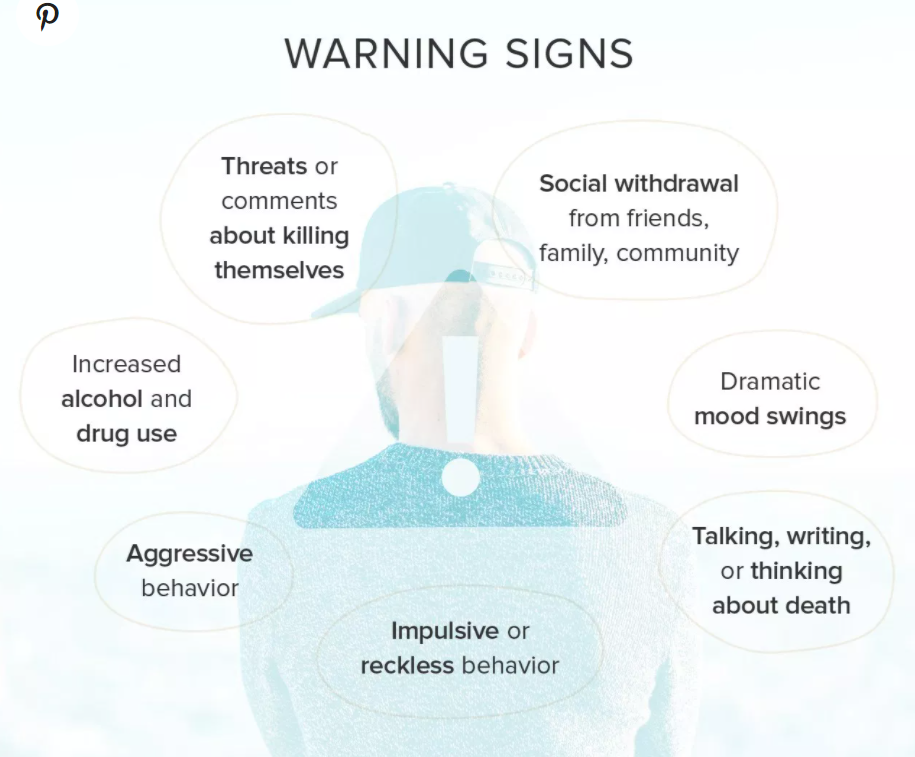 WARNING SIGNS
Threats or
comments
about killing
themselves
Social withdrawal
from friends,
family, community
Increased
alcohol and
drug use
Dramatic
mood swings
Aggressive
behavior
Talking, writing,
or thinking
about death
Impulsive or
reckless behavior